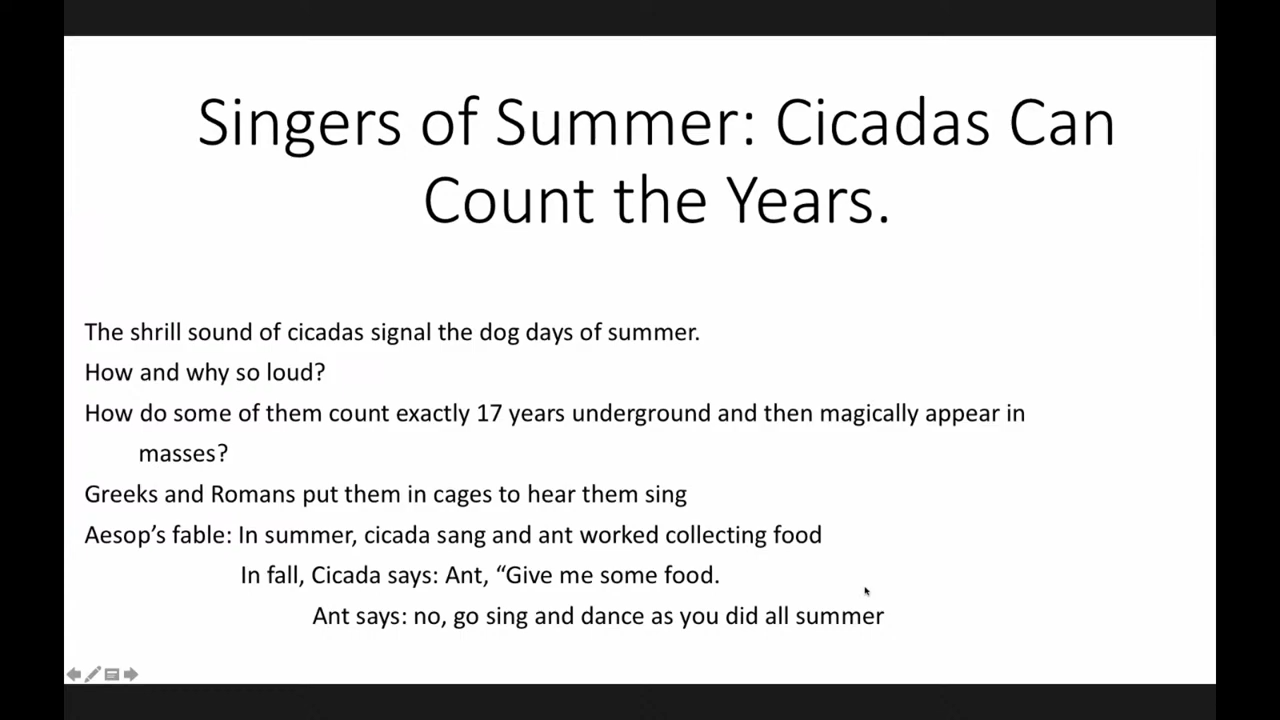 Singers of Summer: Cicadas Can
Count the Years.
The shrill sound of cicadas signal the dog days of summer.
How and why so loud?
How do some of them count exactly 17 years underground and then magically appear in
masses?
Greeks and Romans put them in cages to hear them sing
Aesop’s fable: In summer, cicada sang and ant worked collecting food
In fall, Cicada says: Ant, “Give me some food.
Ant says: no, go sing and dance as you did all summer